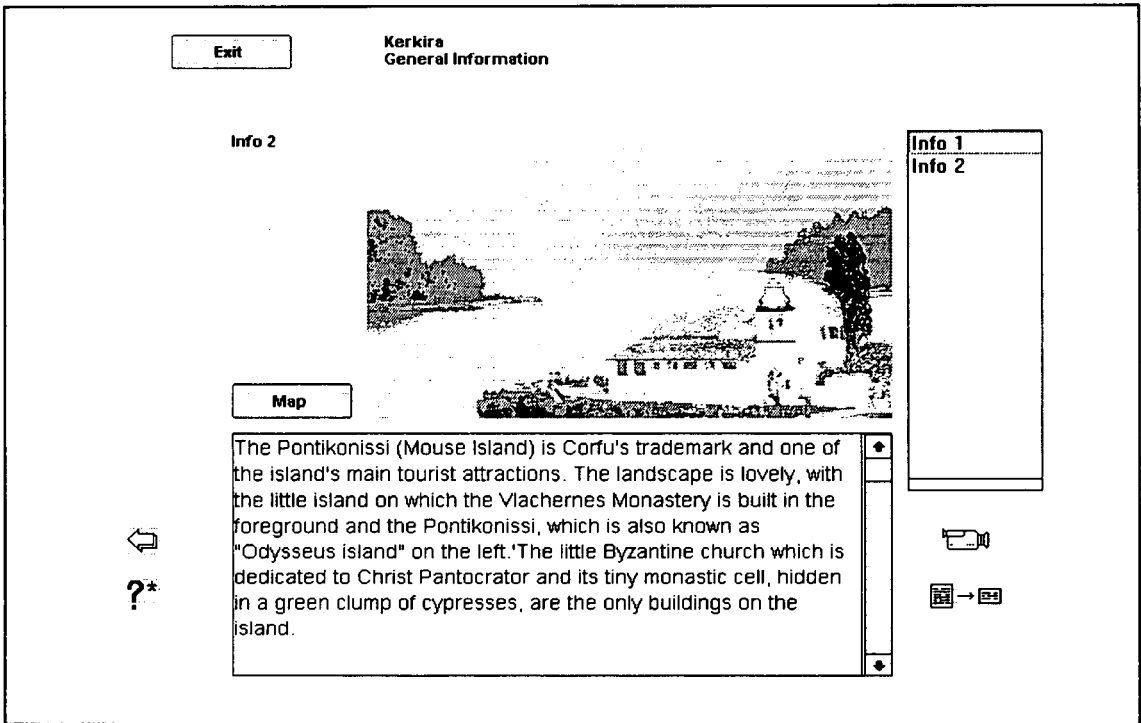 Exit
Kerkira
General Information
Info 2
Info 1
Info 2
Map
The Pontikonissi (Mouse Island) is Corfu's trademark and one of
the island's main tourist attractions. The landscape is lovely, with
the little island on which the Vlachernes Monastery is built in the
foreground and the Pontikonissi, which is also known as
"Odysseus island" on the left.'The little Byzantine church which is
dedicated to Christ Pantocrator and its tiny monastic cell, hidden
in a green clump of cypresses, are the only buildings on the
island.
?*